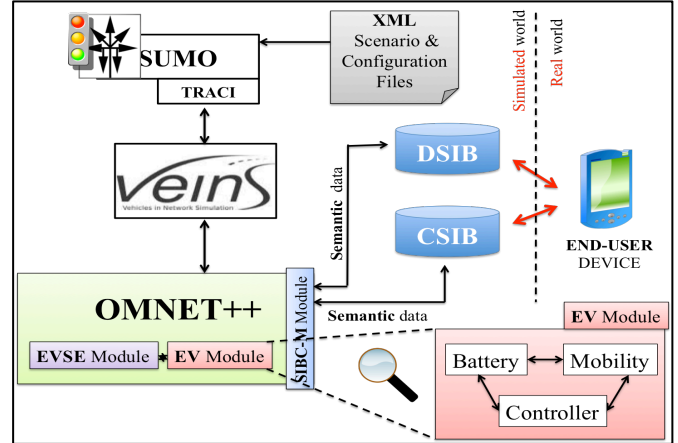 SUMO
TRACI
XML
Scenario &
Configuration
Files
Simulated world
Real world
veins
Vehicles in Network Simulation
DSIB
CSIB
Semantic data
END-USER
DEVICE
OMNET++
SIBC-M Module
Semantic data
EVSE Module
EV Module
EV Module
Battery
Mobility
Controller